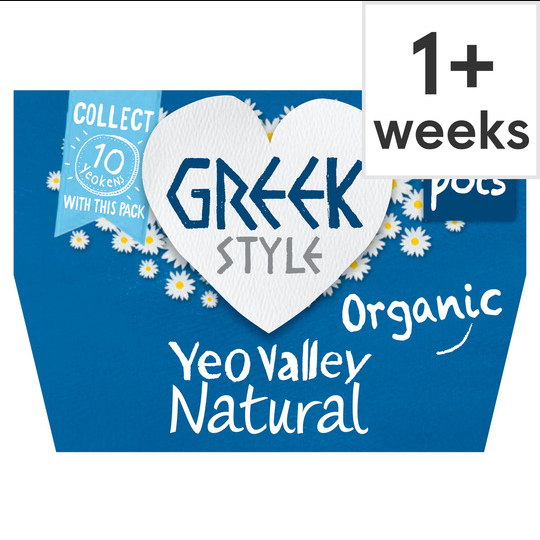 1+
weeks
COLLECT
10
yeokens
WITH THIS PACK
GREEK
STYLE
pots
Organic
Yeo Valley
Natural